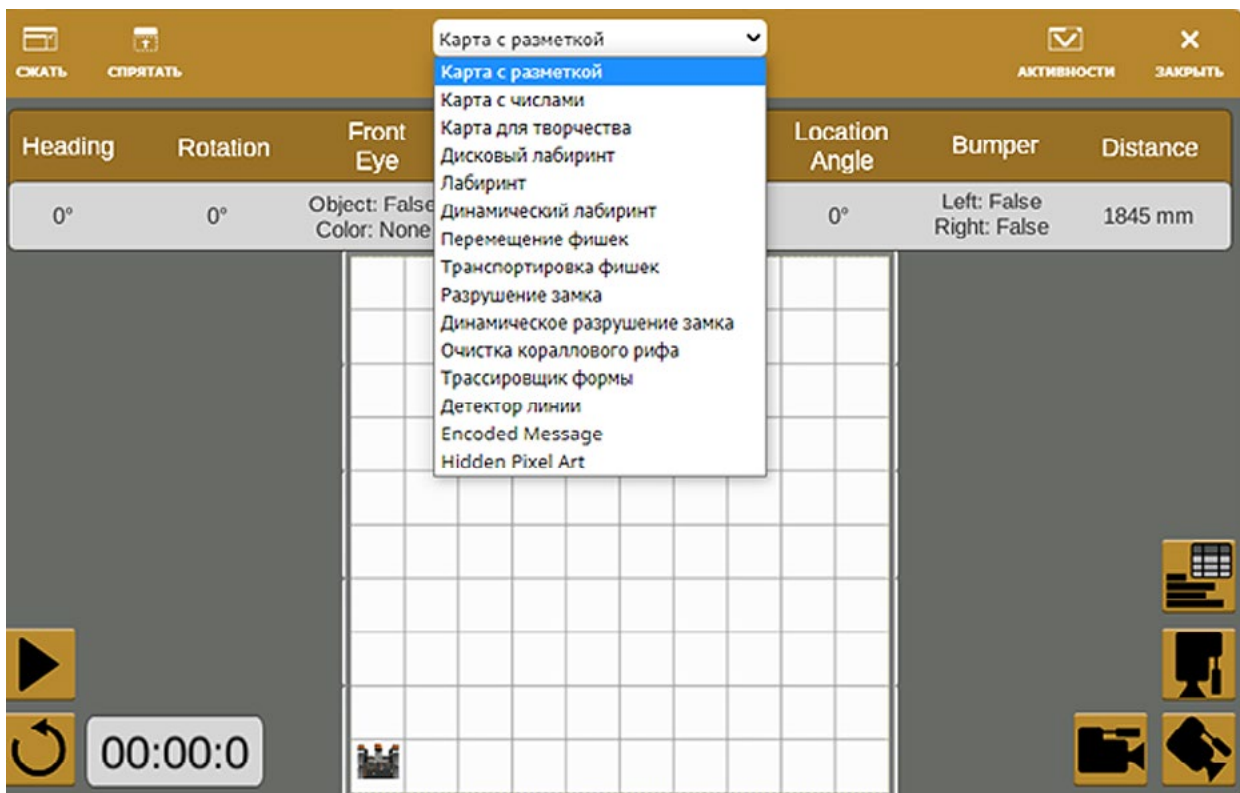 СЖАТЬ
СПРЯТАТЬ
Карта с разметкой
АКТИВНОСТИ
ЗАКРЫТЬ
Карта с разметкой
Карта с числами
Карта для творчества
Дисковый лабиринт
Лабиринт
Динамический лабиринт
Перемещение фишек
Транспортировка фишек
Разрушение замка
Динамическое разрушение замка
Очистка кораллового рифа
Трассировщик формы
Детектор линии
Encoded Message
Hidden Pixel Art
Heading
Rotation
Front
Eye
Location
Angle
Bumper
Distance
0°
0°
Object: False
Color: None
0°
Left: False
Right: False
1845 mm
00:00:0